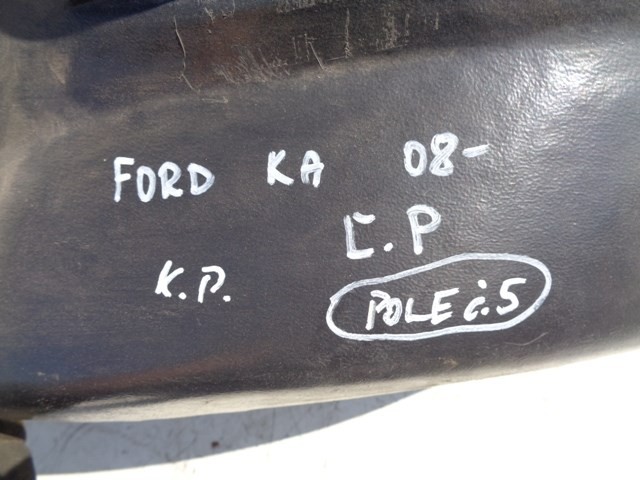 FORD KA 08-
L.P
K.P.
POLE č.5